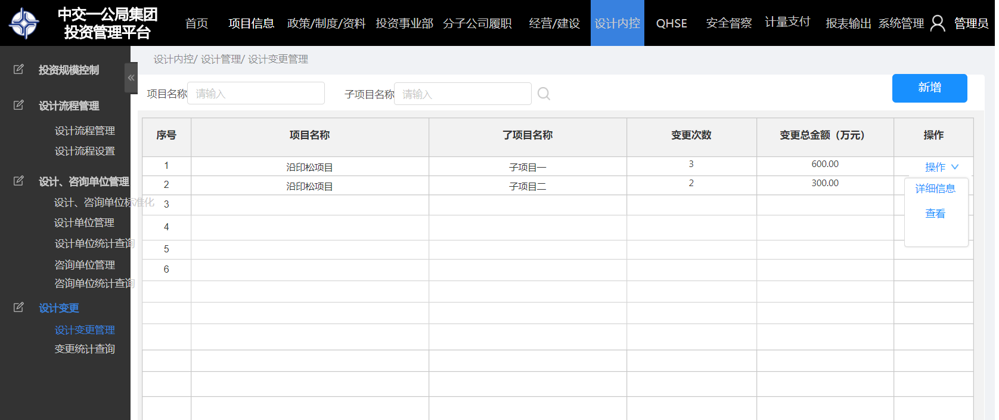 中交一公局集团
投资管理平台
首页 项目信息 政策/制度/资料 投资事业部 分子公司履职 经营/建设 设计内控 QHSE 安全督察 计量支付 报表输出 系统管理 管理员
投资规模控制
设计流程管理
设计流程管理
设计流程设置
设计、咨询单位管理
设计、咨询单位标准化
设计单位管理
设计单位统计查询
咨询单位管理
咨询单位统计查询
设计变更
设计变更管理
变更统计查询
«
设计内控/ 设计管理/ 设计变更管理
项目名称 请输入 子项目名称 请输入 新增
序号 项目名称 了项目名称 变更次数 变更总金额（万元） 操作
1 沿印松项目 子项目一 3 600.00 操作
2 沿印松项目 子项目二 2 300.00
详细信息
查看
3
4
5
6